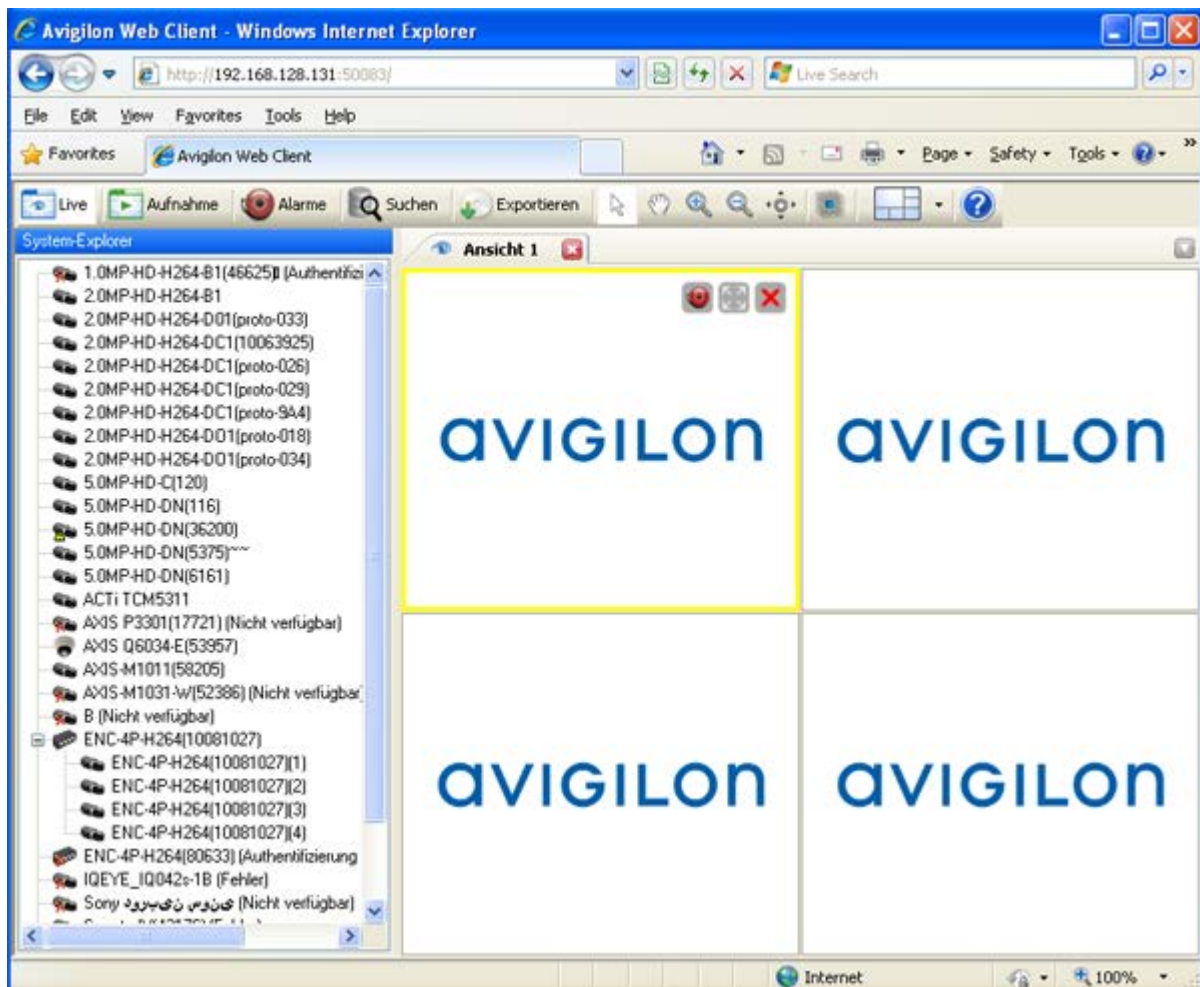 Avigilon Web Client - Windows Internet Explorer
http://192.168.128.131:50083/
Live Search
File Edit View Favorites Tools Help
Favorites Avigilon Web Client Page Safety Tools
Live Aufnahme Alarme Suchen Exportieren
System-Explorer
Ansicht 1
1.0MP-HD-H264-B1(46625) (Authentifizi
2.0MP-HD-H264-B1
2.0MP-HD-H264-D01(proto-033)
2.0MP-HD-H264-DC1(10063925)
2.0MP-HD-H264-DC1(proto-026)
2.0MP-HD-H264-DC1(proto-029)
2.0MP-HD-H264-DC1(proto-9A4)
2.0MP-HD-H264-DO1(proto-018)
2.0MP-HD-H264-DO1(proto-034)
5.0MP-HD-C(120)
5.0MP-HD-DN(116)
5.0MP-HD-DN(36200)
5.0MP-HD-DN(5375)~~
5.0MP-HD-DN(6161)
ACTi TCM5311
AXIS P3301(17721) (Nicht verfügbar)
AXIS Q6034-E(53957)
AXIS-M1011(58205)
AXIS-M1031-W(52386) (Nicht verfügbar)
B (Nicht verfügbar)
ENC-4P-H264(10081027)
ENC-4P-H264(10081027)(1)
ENC-4P-H264(10081027)(2)
ENC-4P-H264(10081027)(3)
ENC-4P-H264(10081027)(4)
ENC-4P-H264(80633) (Authentifizierung
IQEYE_IQ042s-1B (Fehler)
Sony دوربین سونی (Nicht verfügbar)
AVIGILON
AVIGILON
AVIGILON
AVIGILON
Internet
100%